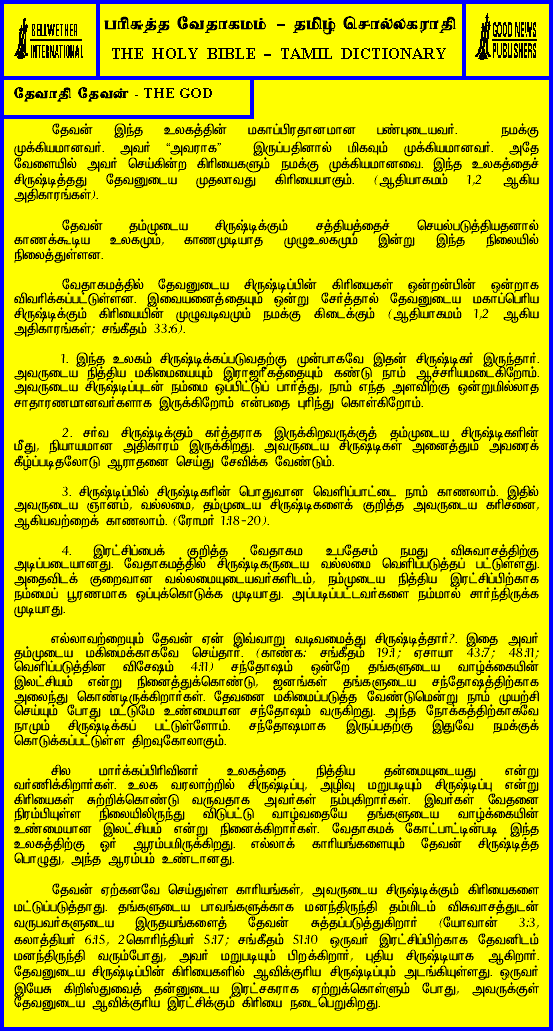 BELLWETHER
INTERNATIONAL
பரிசுத்த வேதாகமம் – தமிழ் சொல்லகராதி
THE HOLY BIBLE – TAMIL DICTIONARY
GOOD NEWS
PUBLISHERS
தேவாதி தேவன் - THE GOD
தேவன் இந்த உலகத்தின் மகாப்பிரதானமான பண்புடையவர். நமக்கு
முக்கியமானவர். அவர் “அவராக” இருப்பதினால் மிகவும் முக்கியமானவர். அதே
வேளையில் அவர் செய்கின்ற கிரியைகளும் நமக்கு முக்கியமானவை. இந்த உலகத்தைச்
சிருஷ்டித்தது தேவனுடைய முதலாவது கிரியையாகும். (ஆதியாகமம் 1,2 ஆகிய
அதிகாரங்கள்).
தேவன் தம்முடைய சிருஷ்டிக்கும் சத்தியத்தைச் செயல்படுத்தியதனால்
காணக்கூடிய உலகமும், காணமுடியாத முழுஉலகமும் இன்று இந்த நிலையில்
நிலைத்துள்ளன.
வேதாகமத்தில் தேவனுடைய சிருஷ்டிப்பின் கிரியைகள் ஒன்றன்பின் ஒன்றாக
விவரிக்கப்பட்டுள்ளன. இவையனைத்தையும் ஒன்று சேர்த்தால் தேவனுடைய மகாப்பெரிய
சிருஷ்டிக்கும் கிரியையின் முழுவடிவமும் நமக்கு கிடைக்கும் (ஆதியாகமம் 1,2 ஆகிய
அதிகாரங்கள்; சங்கீதம் 33:6).
1. இந்த உலகம் சிருஷ்டிக்கப்படுவதற்கு முன்பாகவே இதன் சிருஷ்டிகர் இருந்தார்.
அவருடைய நித்திய மகிமையையும் இராஜரீகத்தையும் கண்டு நாம் ஆச்சரியமடைகிறோம்.
அவருடைய சிருஷ்டிப்புடன் நம்மை ஒப்பிட்டுப் பார்த்து, நாம் எந்த அளவிற்கு ஒன்றுமில்லாத
சாதாரணமானவர்களாக இருக்கிறோம் என்பதை புரிந்து கொள்கிறோம்.
2. சர்வ சிருஷ்டிக்கும் கர்த்தராக இருக்கிறவருக்குத் தம்முடைய சிருஷ்டிகளின்
மீது, நியாயமான அதிகாரம் இருக்கிறது. அவருடைய சிருஷ்டிகள் அனைத்தும் அவரைக்
கீழ்ப்படிதலோடு ஆராதனை செய்து சேவிக்க வேண்டும்.
3. சிருஷ்டிப்பில் சிருஷ்டிகரின் பொதுவான வெளிப்பாட்டை நாம் காணலாம். இதில்
அவருடைய ஞானம், வல்லமை, தம்முடைய சிருஷ்டிகளைக் குறித்த அவருடைய கரிசனை,
ஆகியவற்றைக் காணலாம். (ரோமர் 1:18-20).
4. இரட்சிப்பைக் குறித்த வேதாகம உபதேசம் நமது விசுவாசத்திற்கு
அடிப்படையானது. வேதாகமத்தில் சிருஷ்டிகருடைய வல்லமை வெளிப்படுத்தப் பட்டுள்ளது.
அதைவிடக் குறைவான வல்லமையுடையவர்களிடம், நம்முடைய நித்திய இரட்சிப்பிற்காக
நம்மைப் பூரணமாக ஒப்புக்கொடுக்க முடியாது. அப்படிப்பட்டவர்களை நம்மால் சார்ந்திருக்க
முடியாது.
எல்லாவற்றையும் தேவன் ஏன் இவ்வாறு வடிவமைத்து சிருஷ்டித்தார்?. இதை அவர்
தம்முடைய மகிமைக்காகவே செய்தார். (காண்க: சங்கீதம் 19:1; ஏசாயா 43:7; 48:11;
வெளிப்படுத்தின விசேஷம் 4:11) சந்தோஷம் ஒன்றே தங்களுடைய வாழ்க்கையின்
இலட்சியம் என்று நினைத்துக்கொண்டு, ஜனங்கள் தங்களுடைய சந்தோஷத்திற்காக
அலைந்து கொண்டிருக்கிறார்கள். தேவனை மகிமைப்படுத்த வேண்டுமென்று நாம் முயற்சி
செய்யும் போது மட்டுமே உண்மையான சந்தோஷம் வருகிறது. அந்த நோக்கத்திற்காகவே
நாமும் சிருஷ்டிக்கப் பட்டுள்ளோம். சந்தோஷமாக இருப்பதற்கு இதுவே நமக்குக்
கொடுக்கப்பட்டுள்ள திறவுகோலாகும்.
சில மார்க்கப்பிரிவினர் உலகத்தை நித்திய தன்மையுடையது என்று
வர்ணிக்கிறார்கள். உலக வரலாற்றில் சிருஷ்டிப்பு, அழிவு மறுபடியும் சிருஷ்டிப்பு என்று
கிரியைகள் சுற்றிக்கொண்டு வருவதாக அவர்கள் நம்புகிறார்கள். இவர்கள் வேதனை
நிரம்பியுள்ள நிலையிலிருந்து விடுபட்டு வாழ்வதையே தங்களுடைய வாழ்க்கையின்
உண்மையான இலட்சியம் என்று நினைக்கிறார்கள். வேதாகமக் கோட்பாட்டின்படி இந்த
உலகத்திற்கு ஓர் ஆரம்பமிருக்கிறது. எல்லாக் காரியங்களையும் தேவன் சிருஷ்டித்த
பொழுது, அந்த ஆரம்பம் உண்டானது.
தேவன் ஏற்கனவே செய்துள்ள காரியங்கள், அவருடைய சிருஷ்டிக்கும் கிரியைகளை
மட்டுப்படுத்தாது. தங்களுடைய பாவங்களுக்காக மனந்திருந்தி தம்மிடம் விசுவாசத்துடன்
வருபவர்களுடைய இருதயங்களைத் தேவன் சுத்தப்படுத்துகிறார் (யோவான் 3:3,
கலாத்தியர் 6:15, 2கொரிந்தியர் 5:17; சங்கீதம் 51:10 ஒருவர் இரட்சிப்பிற்காக தேவனிடம்
மனந்திருந்தி வரும்போது, அவர் மறுபடியும் பிறக்கிறார், புதிய சிருஷ்டியாக ஆகிறார்.
தேவனுடைய சிருஷ்டிப்பின் கிரியைகளில் ஆவிக்குரிய சிருஷ்டிப்பும் அடங்கியுள்ளது. ஒருவர்
இயேசு கிறிஸ்துவைத் தன்னுடைய இரட்சகராக ஏற்றுக்கொள்ளும் போது, அவருக்குள்
தேவனுடைய ஆவிக்குரிய இரட்சிக்கும் கிரியை நடைபெறுகிறது.